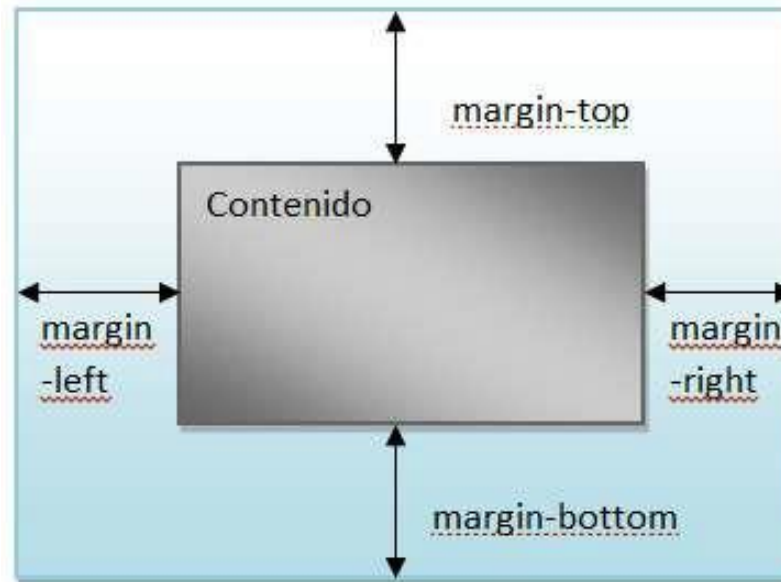 margin-top
Contenido
margin
-left
margin
-right
margin-bottom